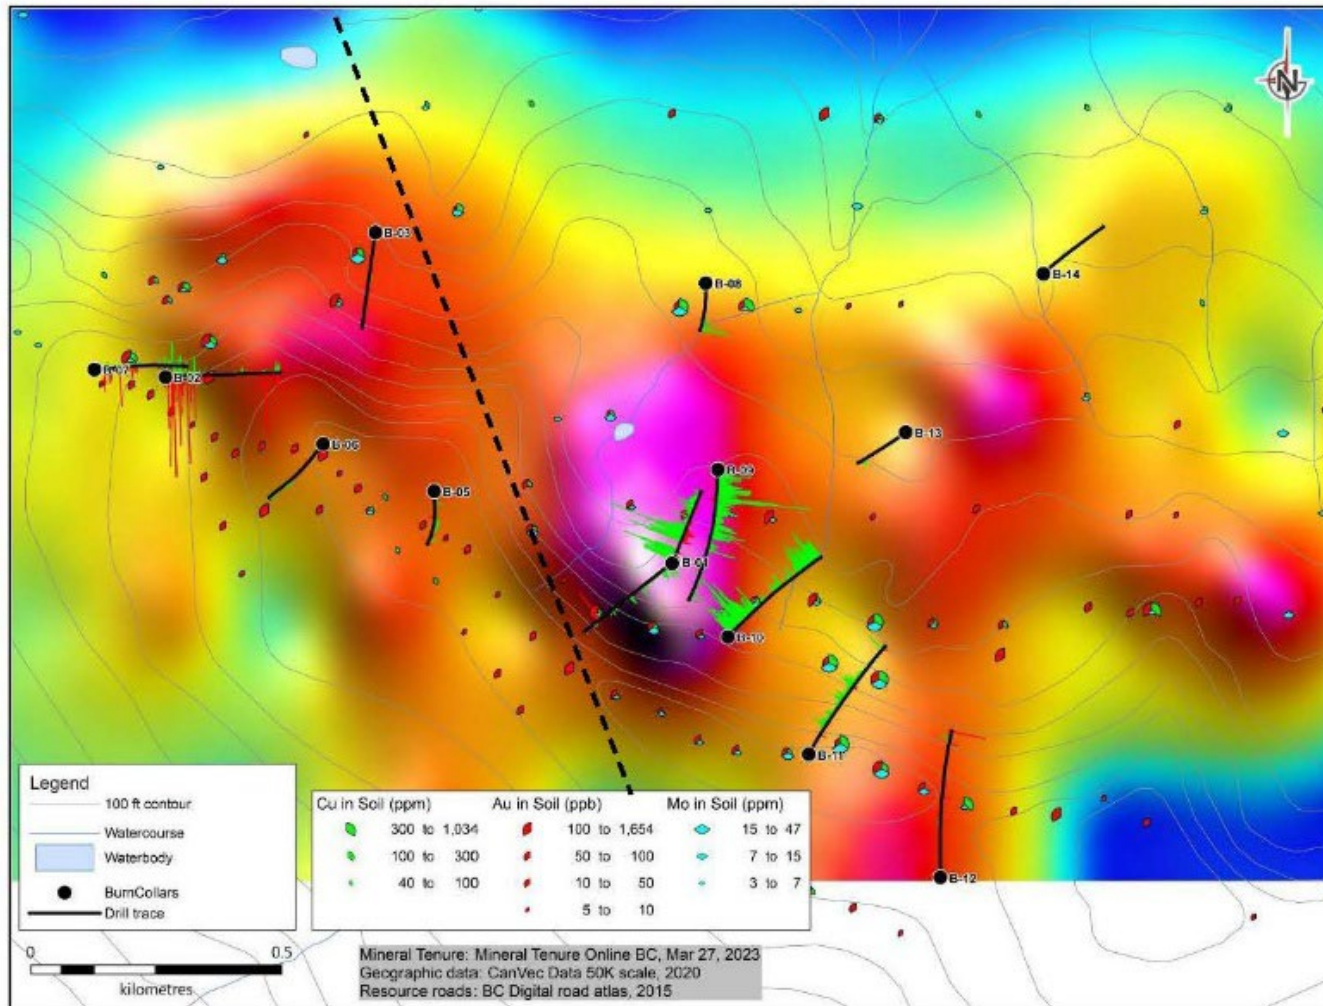 N
B-03
B-08
B-14
B-07
B-02
B-13
B-06
B-09
B-05
B-01
B-10
B-11
B-12
Legend
100 ft contour
Watercourse
Waterbody
BurnCollars
Drill trace
0 0.5
kilometres
Cu in Soil (ppm) Au in Soil (ppb) Mo in Soil (ppm)
300 to 1,034 100 to 1,654 15 to 47
100 to 300 50 to 100 7 to 15
40 to 100 10 to 50 3 to 7
5 to 10
Mineral Tenure: Mineral Tenure Online BC, Mar 27, 2023
Geographic data: CanVec Data 50K scale, 2020
Resource roads: BC Digital road atlas, 2015